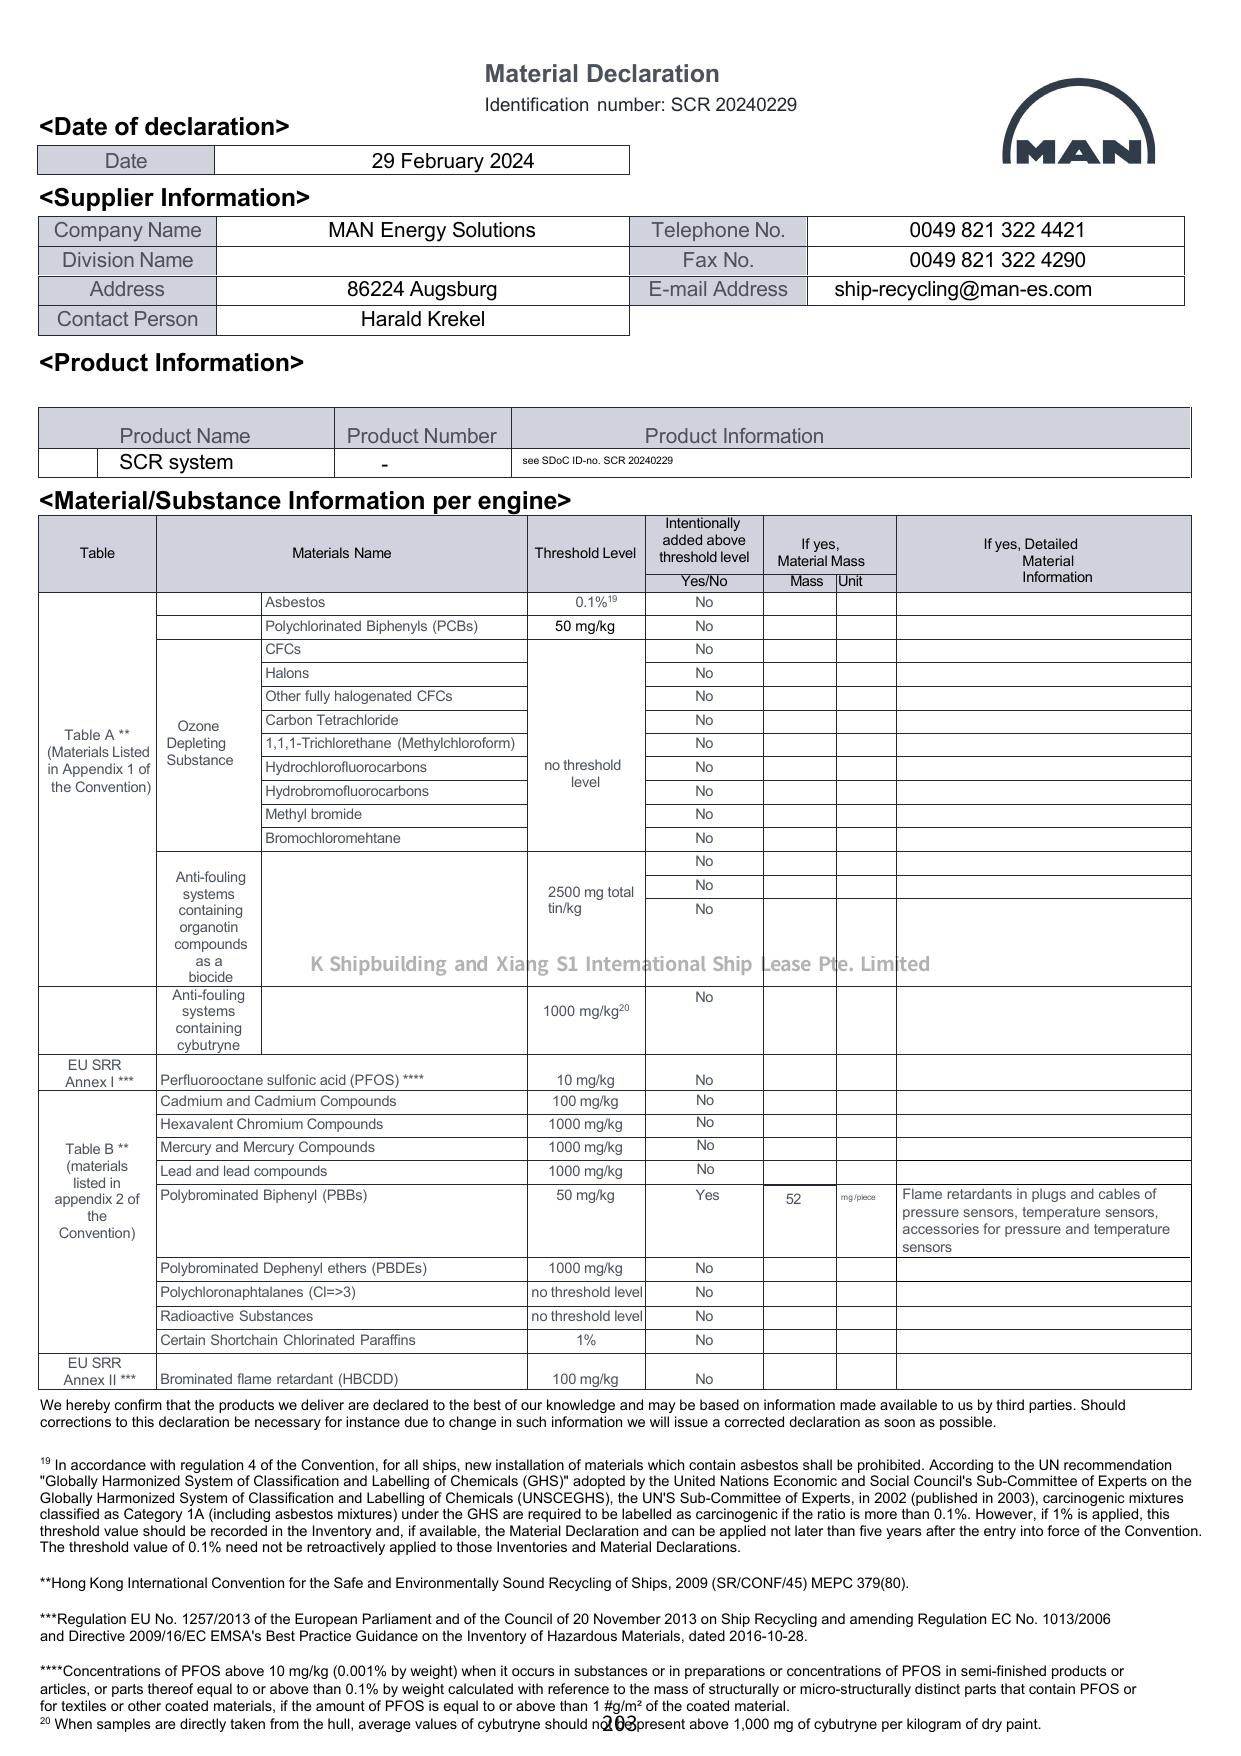 Material Declaration
Identification number: SCR 20240229
MAN
<Date of declaration>
Date 29 February 2024
<Supplier Information>
Company Name MAN Energy Solutions Telephone No. 0049 821 322 4421
Division Name Fax No. 0049 821 322 4290
Address 86224 Augsburg E-mail Address ship-recycling@man-es.com
Contact Person Harald Krekel
<Product Information>
Product Name Product Number Product Information
SCR system - see SDoC ID-no. SCR 20240229
<Material/Substance Information per engine>
Table Materials Name Threshold Level
Intentionally
added above
threshold level
Yes/No
If yes,
Material Mass
Mass Unit
If yes, Detailed
Material
Information
Table A **
(Materials Listed
in Appendix 1 of
the Convention)
Asbestos 0.1%19 No
Polychlorinated Biphenyls (PCBs) 50 mg/kg No
Ozone
Depleting
Substance
no threshold
level
CFCs No
Halons No
Other fully halogenated CFCs No
Carbon Tetrachloride No
1,1,1-Trichlorethane (Methylchloroform) No
Hydrochlorofluorocarbons No
Hydrobromofluorocarbons No
Methyl bromide No
Bromochloromehtane No
Anti-fouling
systems
containing
organotin
compounds
as a
biocide
2500 mg total
tin/kg
No
No
No
K Shipbuilding and Xiang S1 International Ship Lease Pte. Limited
Anti-fouling
systems
containing
cybutryne
1000 mg/kg20 No
EU SRR
Annex I ***
Perfluorooctane sulfonic acid (PFOS) **** 10 mg/kg No
Table B **
(materials
listed in
appendix 2 of
the
Convention)
Cadmium and Cadmium Compounds 100 mg/kg No
Hexavalent Chromium Compounds 1000 mg/kg No
Mercury and Mercury Compounds 1000 mg/kg No
Lead and lead compounds 1000 mg/kg No
Polybrominated Biphenyl (PBBs) 50 mg/kg Yes 52 mg/piece
Flame retardants in plugs and cables of
pressure sensors, temperature sensors,
accessories for pressure and temperature
sensors
Polybrominated Dephenyl ethers (PBDEs) 1000 mg/kg No
Polychloronaphtalanes (Cl=>3) no threshold level No
Radioactive Substances no threshold level No
Certain Shortchain Chlorinated Paraffins 1% No
EU SRR
Annex II ***
Brominated flame retardant (HBCDD) 100 mg/kg No
We hereby confirm that the products we deliver are declared to the best of our knowledge and may be based on information made available to us by third parties. Should
corrections to this declaration be necessary for instance due to change in such information we will issue a corrected declaration as soon as possible.
19 In accordance with regulation 4 of the Convention, for all ships, new installation of materials which contain asbestos shall be prohibited. According to the UN recommendation
"Globally Harmonized System of Classification and Labelling of Chemicals (GHS)" adopted by the United Nations Economic and Social Council's Sub-Committee of Experts on the
Globally Harmonized System of Classification and Labelling of Chemicals (UNSCEGHS), the UN'S Sub-Committee of Experts, in 2002 (published in 2003), carcinogenic mixtures
classified as Category 1A (including asbestos mixtures) under the GHS are required to be labelled as carcinogenic if the ratio is more than 0.1%. However, if 1% is applied, this
threshold value should be recorded in the Inventory and, if available, the Material Declaration and can be applied not later than five years after the entry into force of the Convention.
The threshold value of 0.1% need not be retroactively applied to those Inventories and Material Declarations.
**Hong Kong International Convention for the Safe and Environmentally Sound Recycling of Ships, 2009 (SR/CONF/45) MEPC 379(80).
***Regulation EU No. 1257/2013 of the European Parliament and of the Council of 20 November 2013 on Ship Recycling and amending Regulation EC No. 1013/2006
and Directive 2009/16/EC EMSA's Best Practice Guidance on the Inventory of Hazardous Materials, dated 2016-10-28.
****Concentrations of PFOS above 10 mg/kg (0.001% by weight) when it occurs in substances or in preparations or concentrations of PFOS in semi-finished products or
articles, or parts thereof equal to or above than 0.1% by weight calculated with reference to the mass of structurally or micro-structurally distinct parts that contain PFOS or
for textiles or other coated materials, if the amount of PFOS is equal to or above than 1 #g/m² of the coated material.
20 When samples are directly taken from the hull, average values of cybutryne should not be present above 1,000 mg of cybutryne per kilogram of dry paint.
203